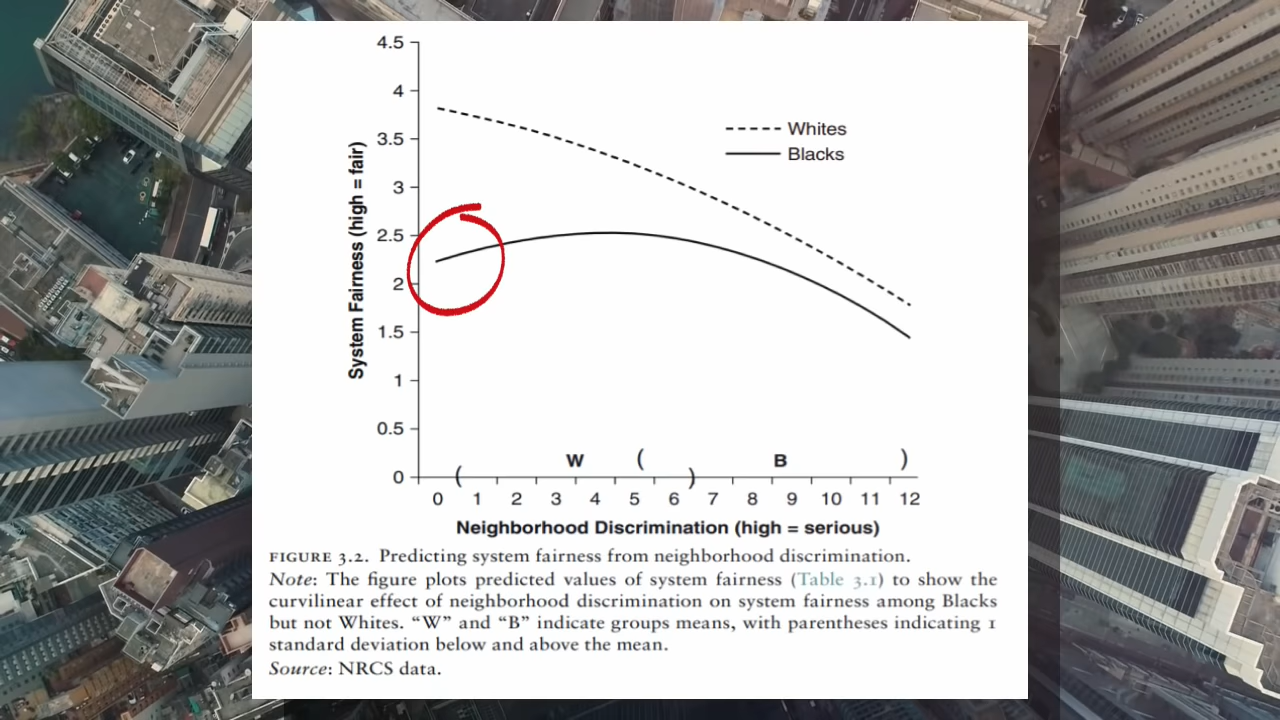 4.5
4
3.5
3
2.5
2
1.5
1
0.5
0
System Fairness (high = fair)
Whites
Blacks
( W ( ) B )
0 1 2 3 4 5 6 7 8 9 10 11 12
Neighborhood Discrimination (high = serious)
FIGURE 3.2. Predicting system fairness from neighborhood discrimination.
Note: The figure plots predicted values of system fairness (Table 3.1) to show the
curvilinear effect of neighborhood discrimination on system fairness among Blacks
but not Whites. “W” and “B” indicate groups means, with parentheses indicating 1
standard deviation below and above the mean.
Source: NRCS data.